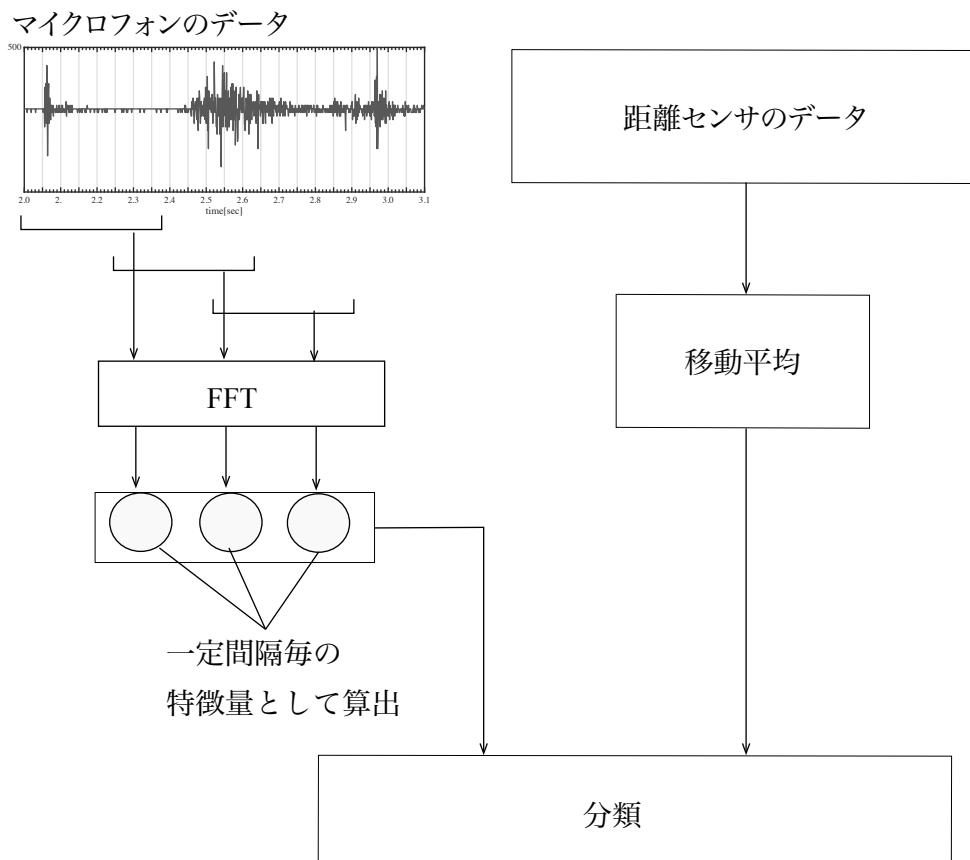 マイクロフォンのデータ
500
2.0 2. 2.2 2.3 2.4 2.5 2.6 2.7 2.8 2.9 3.0 3.1
time[sec]
距離センサのデータ
移動平均
FFT
一定間隔毎の
特徴量として算出
分類